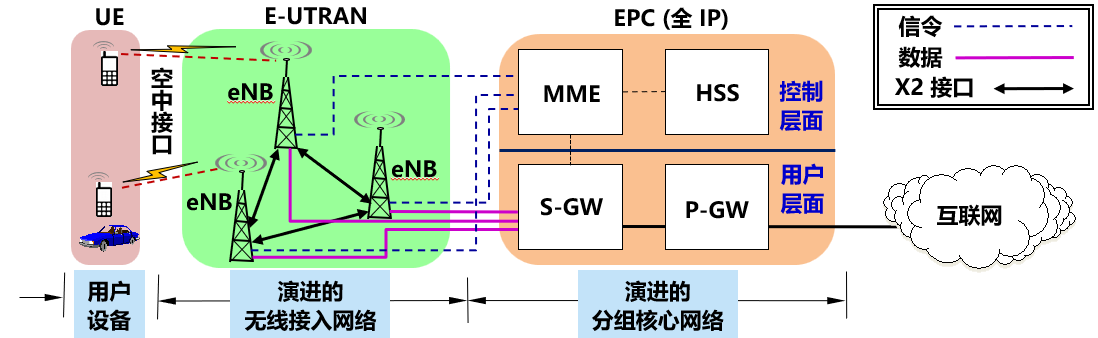 UE
E-UTRAN
EPC (全 IP)
信令
数据
X2 接口
空中接口
eNB
eNB
eNB
MME
HSS
控制
层面
S-GW
P-GW
用户
层面
互联网
用户
设备
演进的
无线接入网络
演进的
分组核心网络